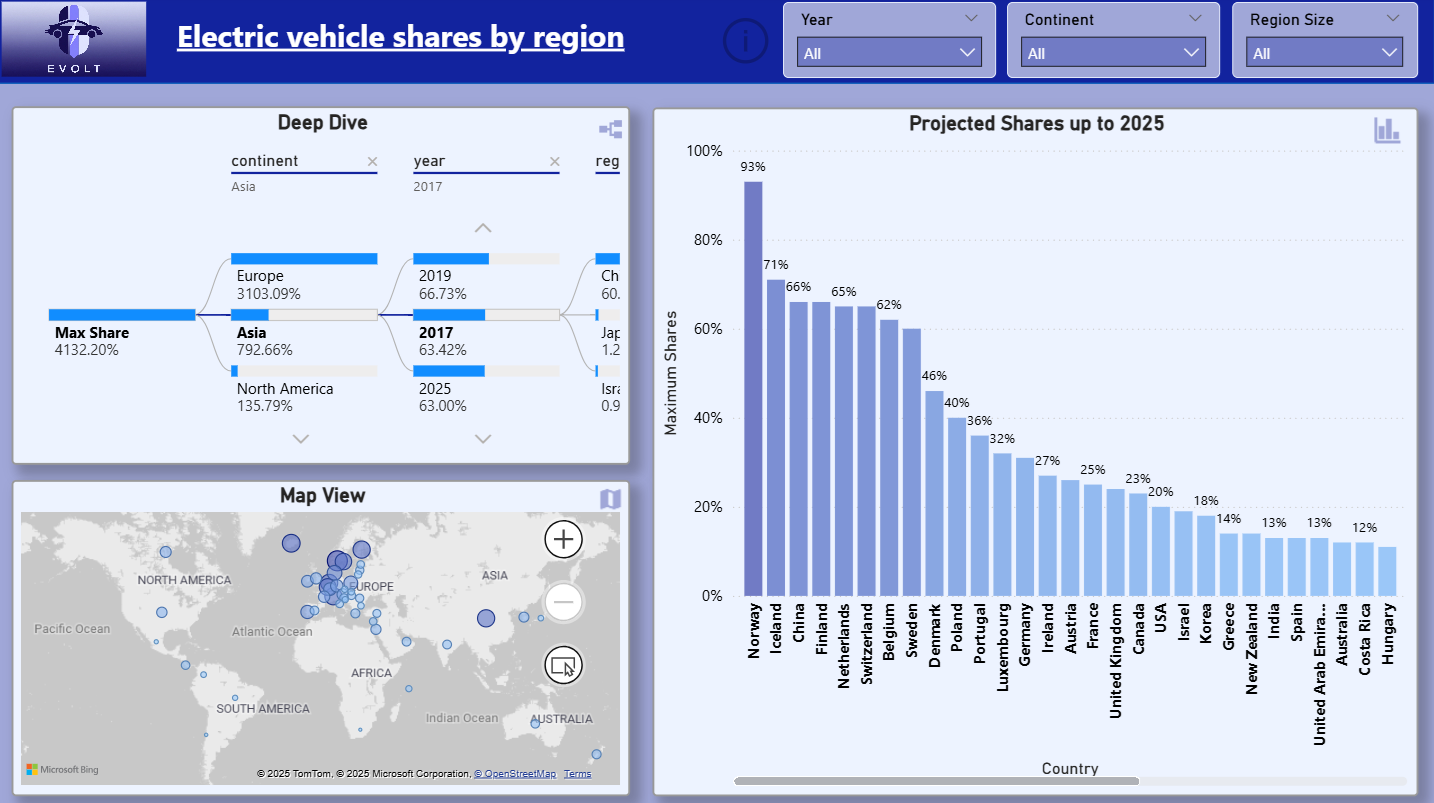 EVOLT
Electric vehicle shares by region
i
Year
All
Continent
All
Region Size
All
Deep Dive
continent
Asia
year
2017
reg
Max Share
4132.20%
Europe
3103.09%
Asia
792.66%
North America
135.79%
2019
66.73%
2017
63.42%
2025
63.00%
Ch
60.
Jap
1.2
Isra
0.9
Map View
NORTH AMERICA
EUROPE
ASIA
Pacific Ocean
Atlantic Ocean
AFRICA
SOUTH AMERICA
Indian Ocean
AUSTRALIA
Microsoft Bing
© 2025 TomTom, © 2025 Microsoft Corporation, © OpenStreetMap Terms
Projected Shares up to 2025
Maximum Shares
100%
80%
60%
40%
20%
0%
93%
71%
66%
65%
62%
46%
40%
36%
32%
27%
25%
23%
20%
18%
14%
13%
13%
12%
Norway
Iceland
China
Finland
Netherlands
Switzerland
Belgium
Sweden
Denmark
Poland
Portugal
Luxembourg
Germany
Ireland
Austria
France
United Kingdom
Canada
USA
Israel
Korea
Greece
New Zealand
India
Spain
United Arab Emira...
Australia
Costa Rica
Hungary
Country